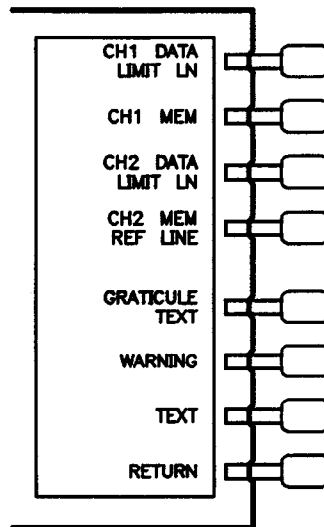 CH1 DATA
LIMIT LN
CH1 MEM
CH2 DATA
LIMIT LN
CH2 MEM
REF LINE
GRATICULE
TEXT
WARNING
TEXT
RETURN